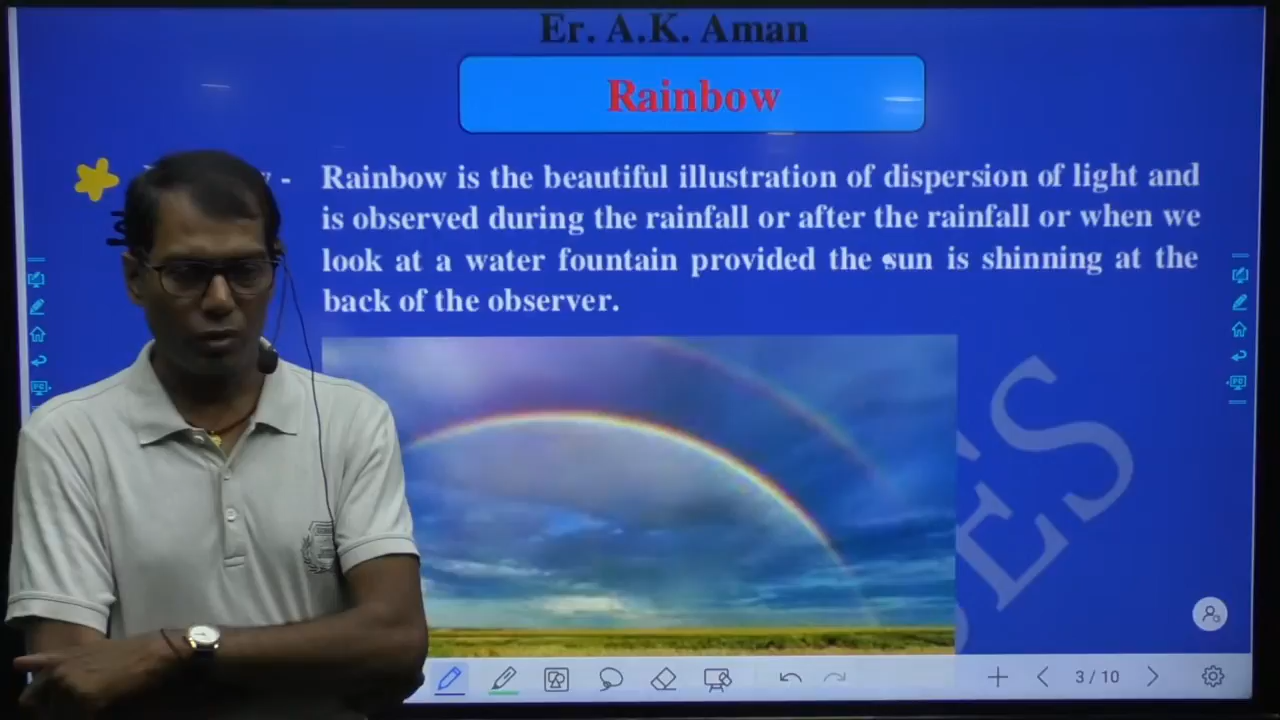 Er. A.K. Aman
Rainbow
- Rainbow is the beautiful illustration of dispersion of light and
is observed during the rainfall or after the rainfall or when we
look at a water fountain provided the sun is shinning at the
back of the observer.
3 / 10